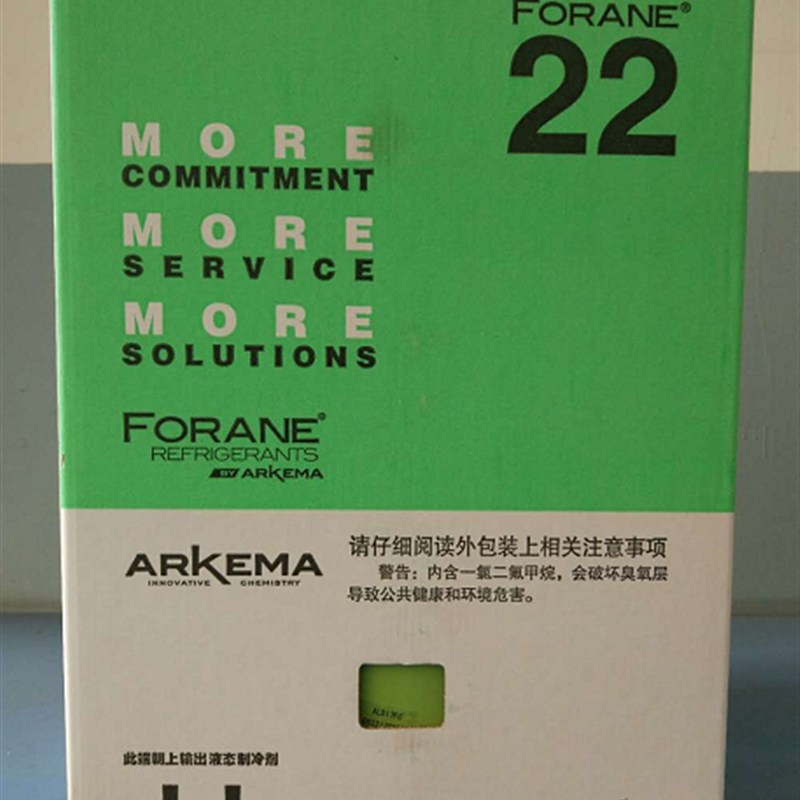 FORANE®
22
MORE
COMMITMENT
MORE
SERVICE
MORE
SOLUTIONS
FORANE®
REFRIGERANTS
BY ARKEMA
ARKEMA
INNOVATIVE CHEMISTRY
请仔细阅读外包装上相关注意事项
警告：内含一氯二氟甲烷，会破坏臭氧层
导致公共健康和环境危害。
此端朝上输出液态制冷剂